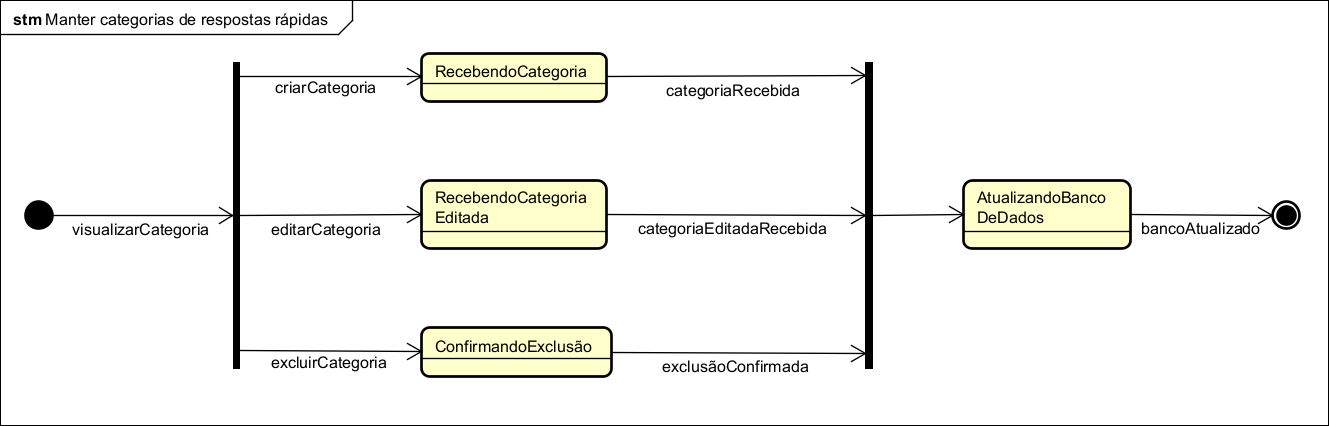 stm Manter categorias de respostas rápidas
RecebendoCategoria
criarCategoria
categoriaRecebida
RecebendoCategoria
Editada
AtualizandoBanco
DeDados
visualizarCategoria
editarCategoria
categoriaEditadaRecebida
bancoAtualizado
ConfirmandoExclusão
excluirCategoria
exclusãoConfirmada